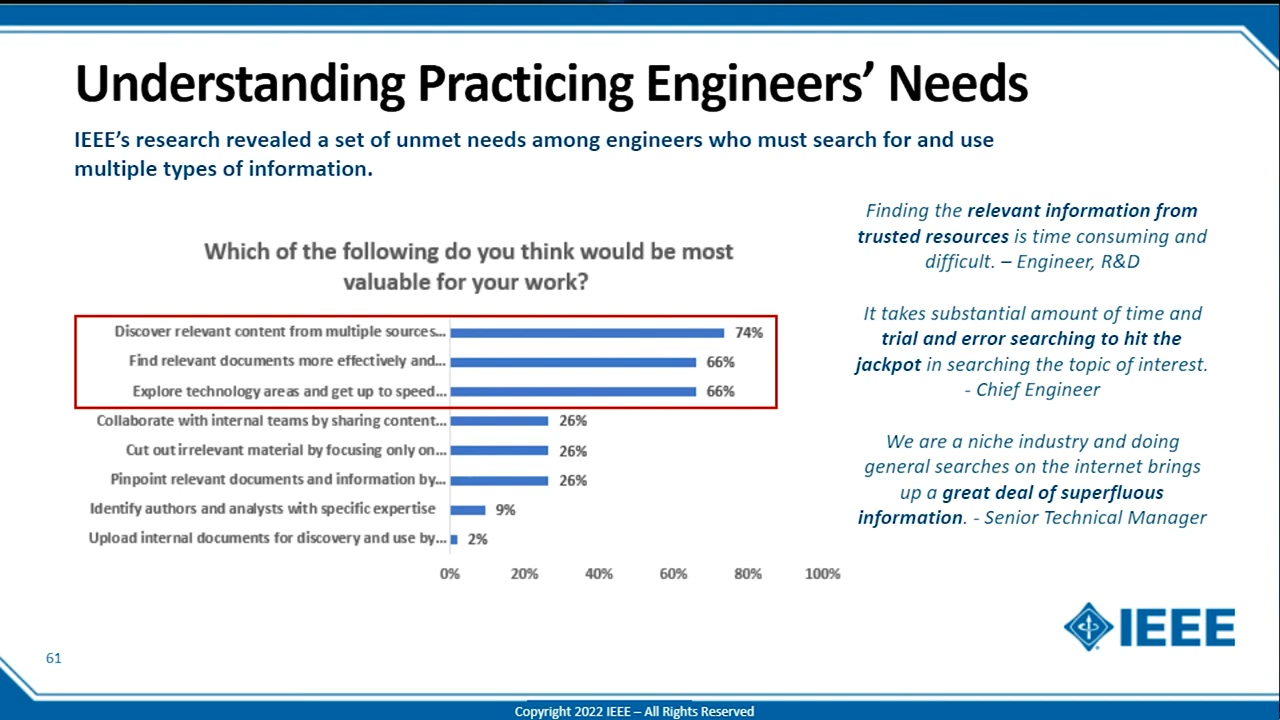 Understanding Practicing Engineers’ Needs
IEEE’s research revealed a set of unmet needs among engineers who must search for and use
multiple types of information.
Which of the following do you think would be most
valuable for your work?
Discover relevant content from multiple sources... 74%
Find relevant documents more effectively and... 66%
Explore technology areas and get up to speed... 66%
Collaborate with internal teams by sharing content... 26%
Cut out irrelevant material by focusing only on... 26%
Pinpoint relevant documents and information by... 26%
Identify authors and analysts with specific expertise 9%
Upload internal documents for discovery and use by... 2%
0% 20% 40% 60% 80% 100%
Finding the relevant information from
trusted resources is time consuming and
difficult. – Engineer, R&D
It takes substantial amount of time and
trial and error searching to hit the
jackpot in searching the topic of interest.
- Chief Engineer
We are a niche industry and doing
general searches on the internet brings
up a great deal of superfluous
information. - Senior Technical Manager
IEEE
61
Copyright 2022 IEEE – All Rights Reserved